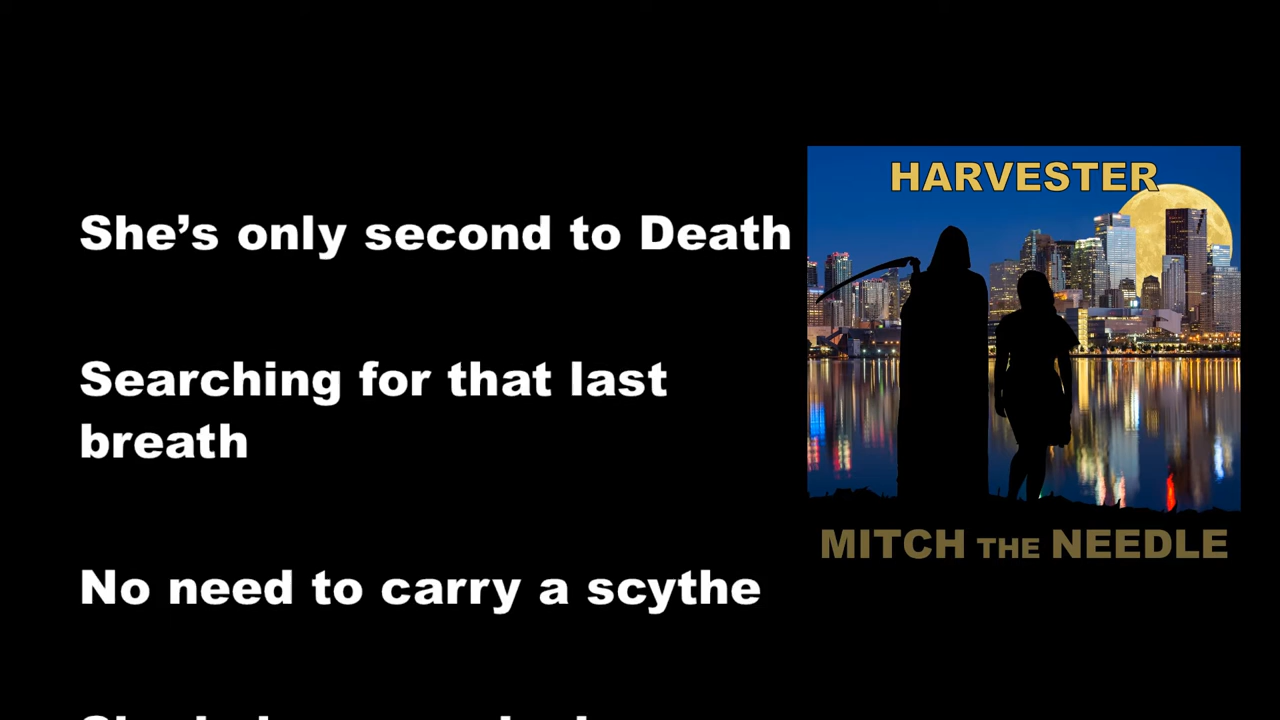 She’s only second to Death
Searching for that last
breath
No need to carry a scythe
HARVESTER
MITCH THE NEEDLE